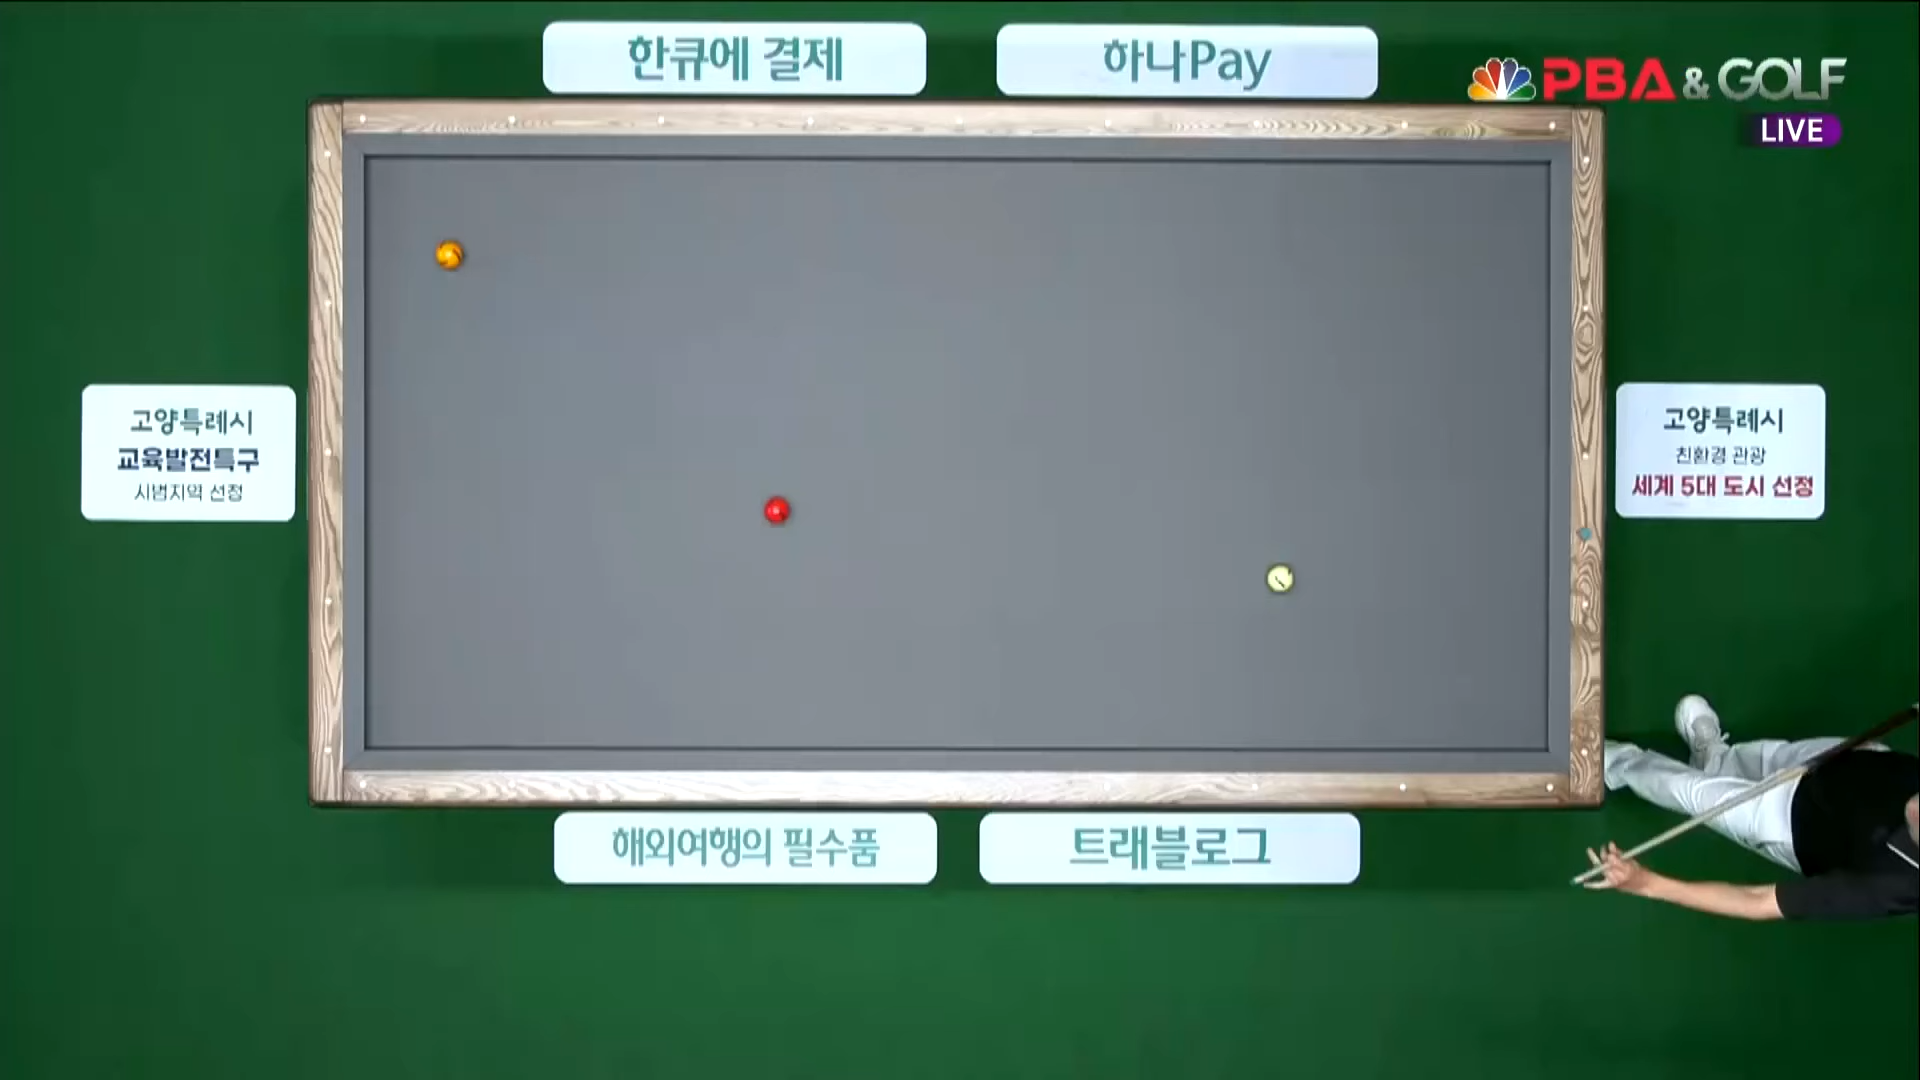 한큐에 결제
하나Pay
PBA & GOLF
LIVE
고양특례시
교육발전특구
시범지역 선정
고양특례시
친환경 관광
세계 5대 도시 선정
해외여행의 필수품
트래블로그